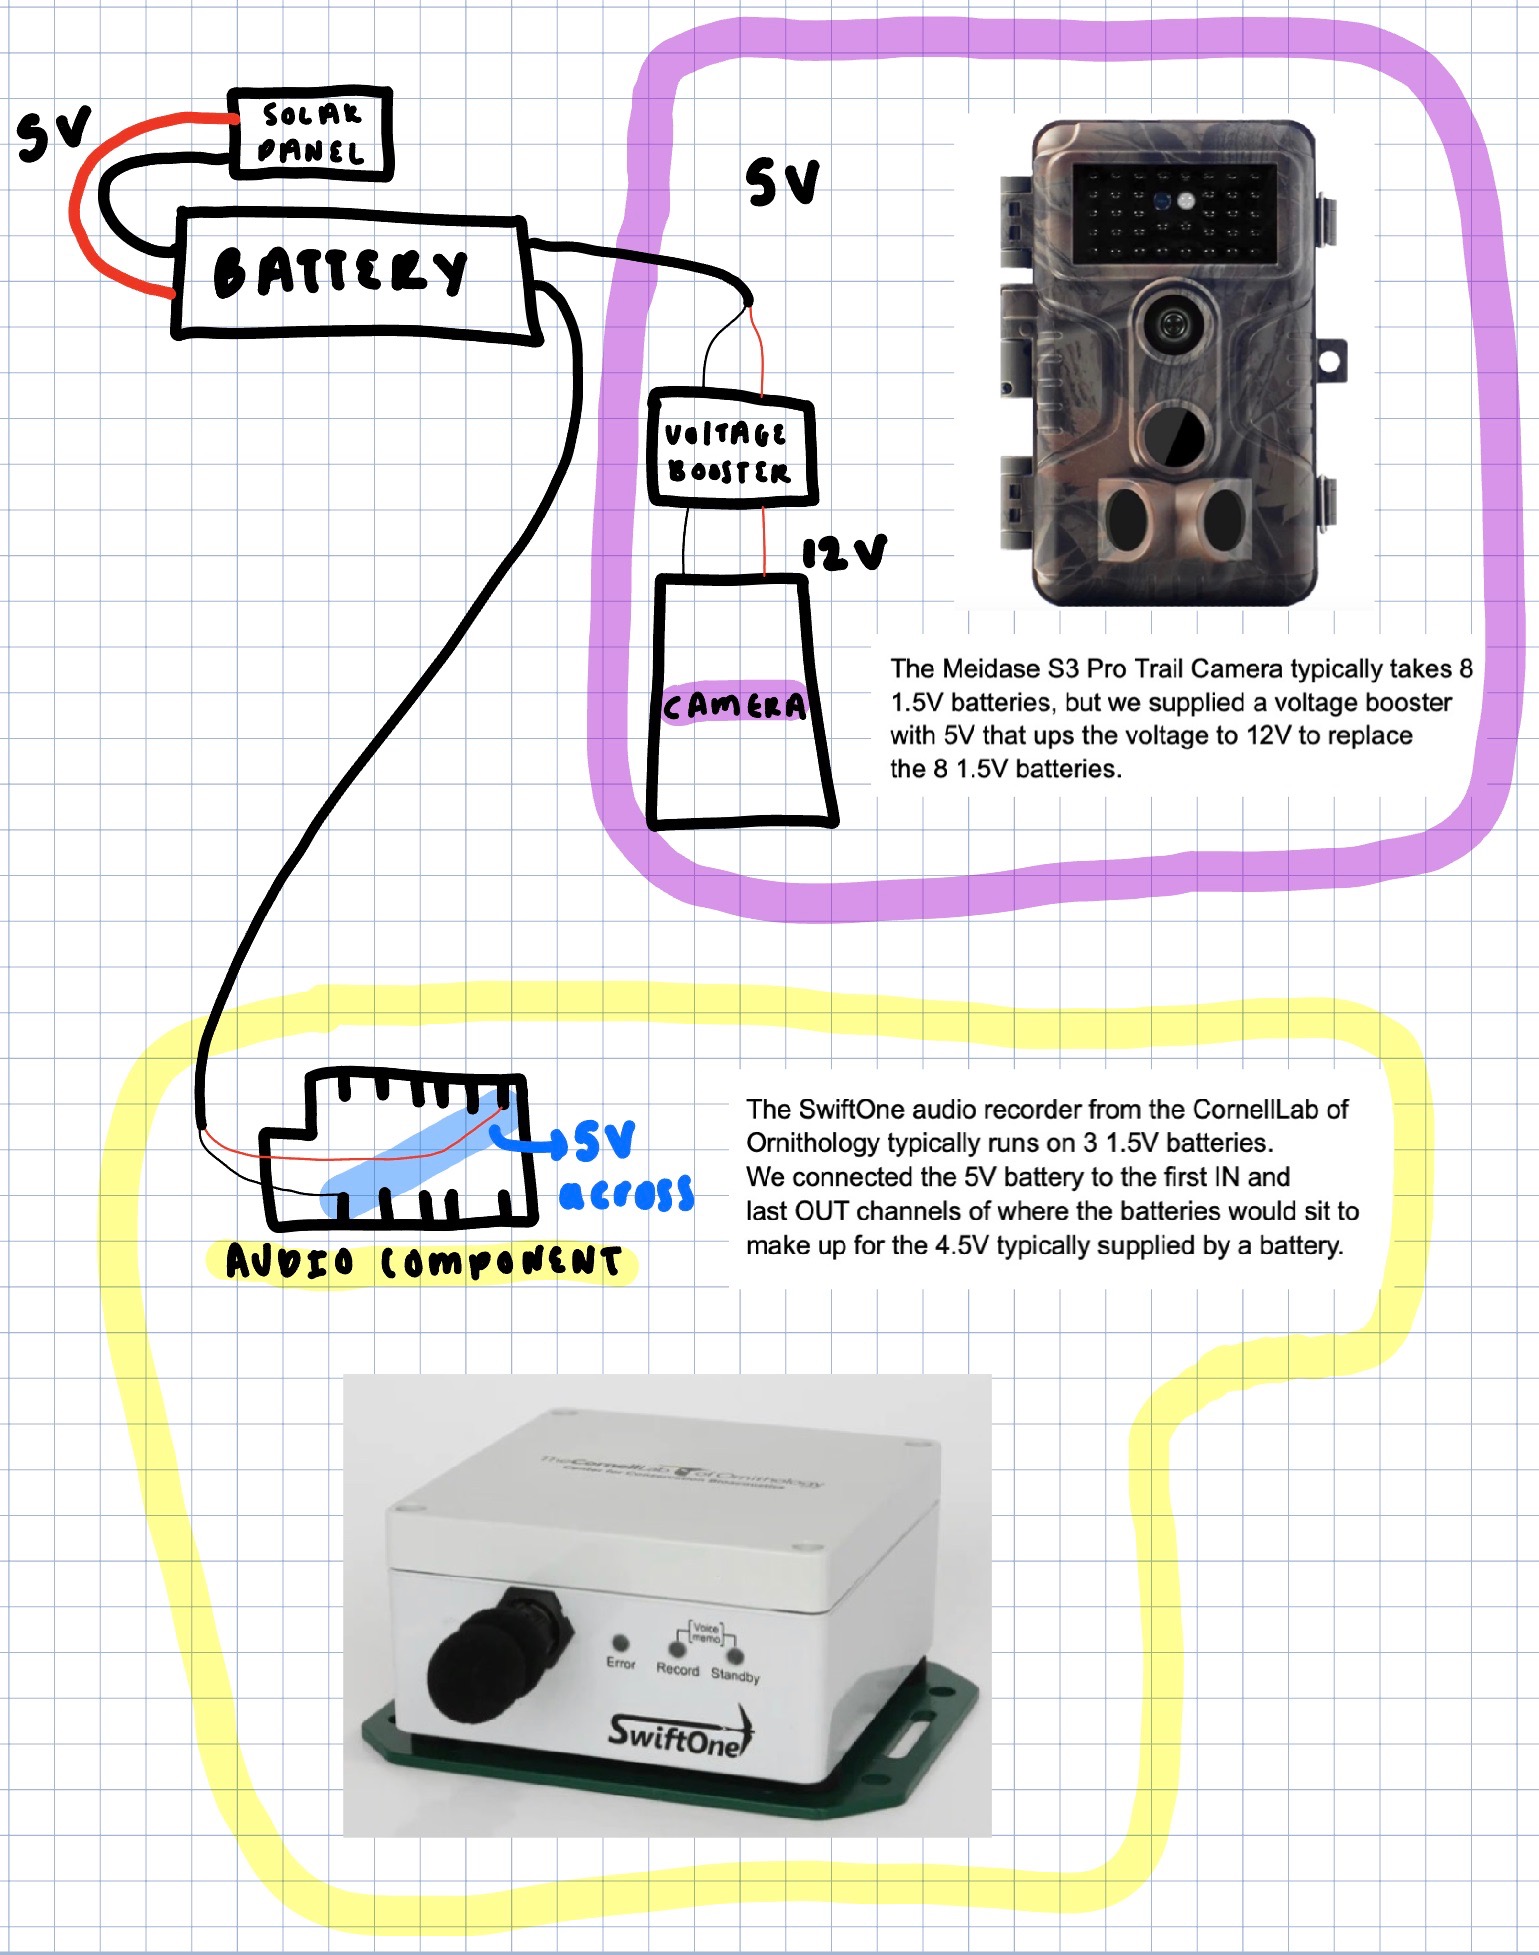 5V
SOLAR
PANEL
BATTERY
5V
VOLTAGE
BOOSTER
12V
CAMERA
The Meidase S3 Pro Trail Camera typically takes 8
1.5V batteries, but we supplied a voltage booster
with 5V that ups the voltage to 12V to replace
the 8 1.5V batteries.
5V
across
AUDIO COMPONENT
The SwiftOne audio recorder from the CornellLab of
Ornithology typically runs on 3 1.5V batteries.
We connected the 5V battery to the first IN and
last OUT channels of where the batteries would sit to
make up for the 4.5V typically supplied by a battery.
TheCornellLab of Ornithology
Center for Conservation Bioacoustics
Voice
memo
Error Record Standby
SwiftOne